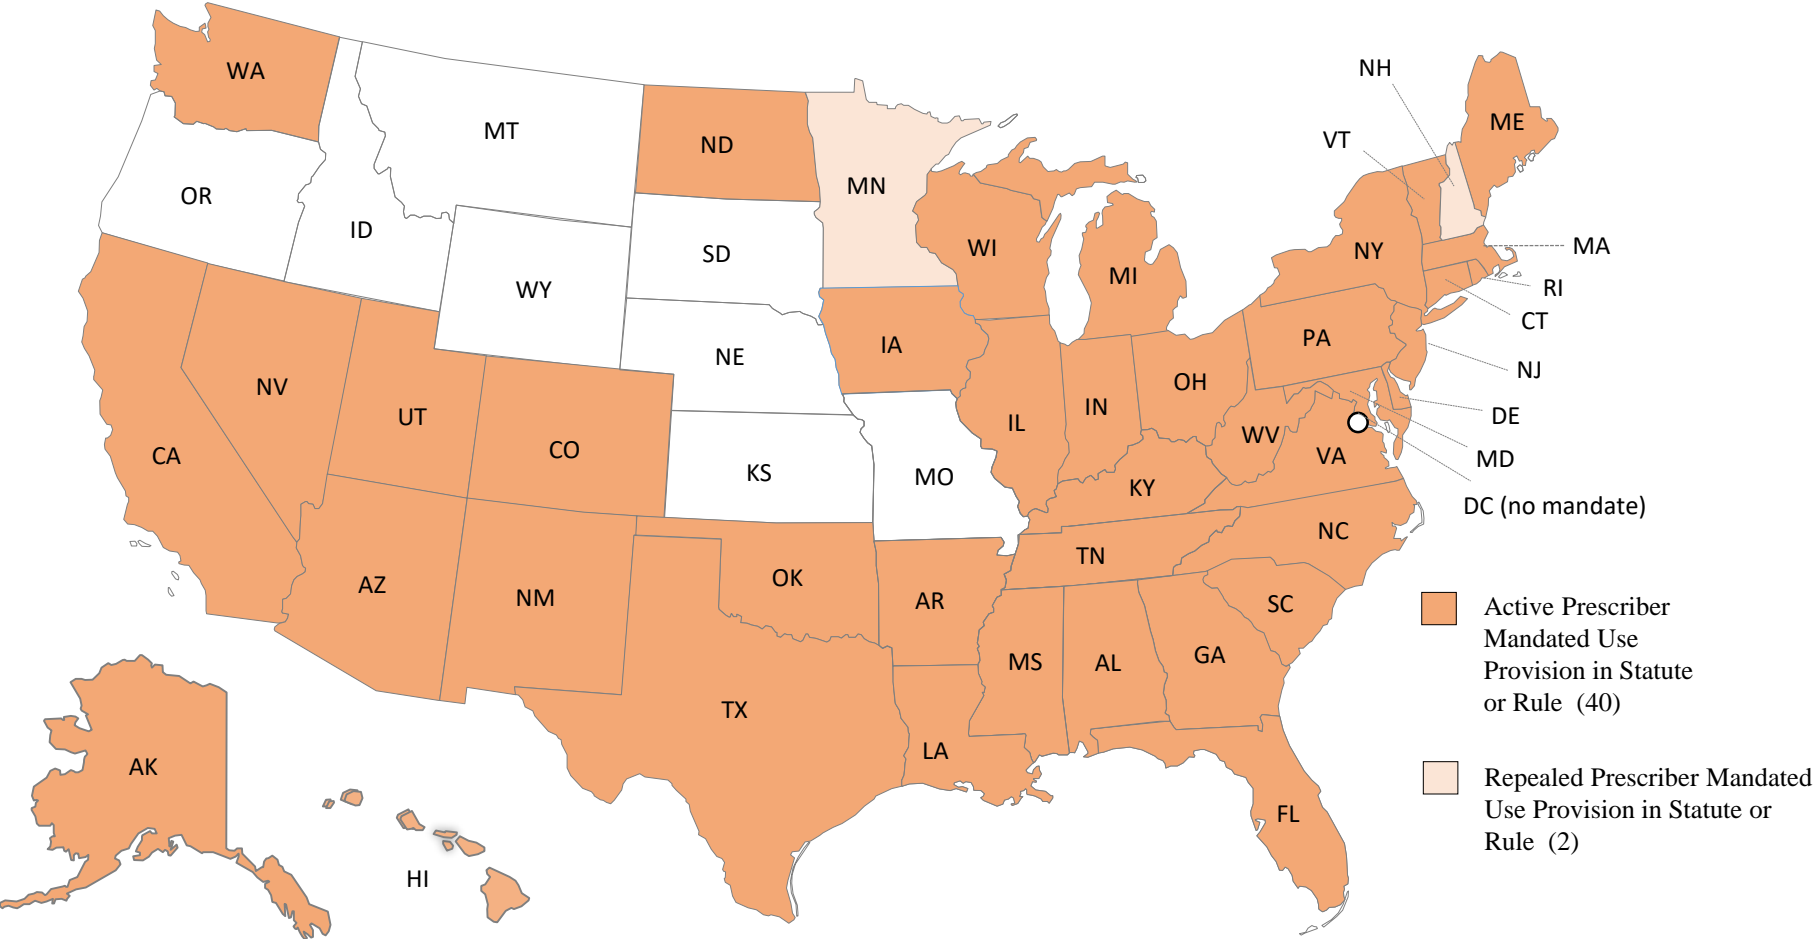 WA
NH
ME
MT
VT
ND
MN
OR
ID
SD
WI
NY
MA
MI
RI
WY
CT
PA
IA
NE
NJ
OH
NV
IN
DE
UT
IL
WV
CO
CA
VA
MD
KS
MO
KY
DC (no mandate)
NC
TN
OK
AZ
NM
AR
SC
Active Prescriber
Mandated Use
Provision in Statute
or Rule (40)
MS
AL
GA
TX
LA
AK
Repealed Prescriber Mandated
Use Provision in Statute or
Rule (2)
FL
HI